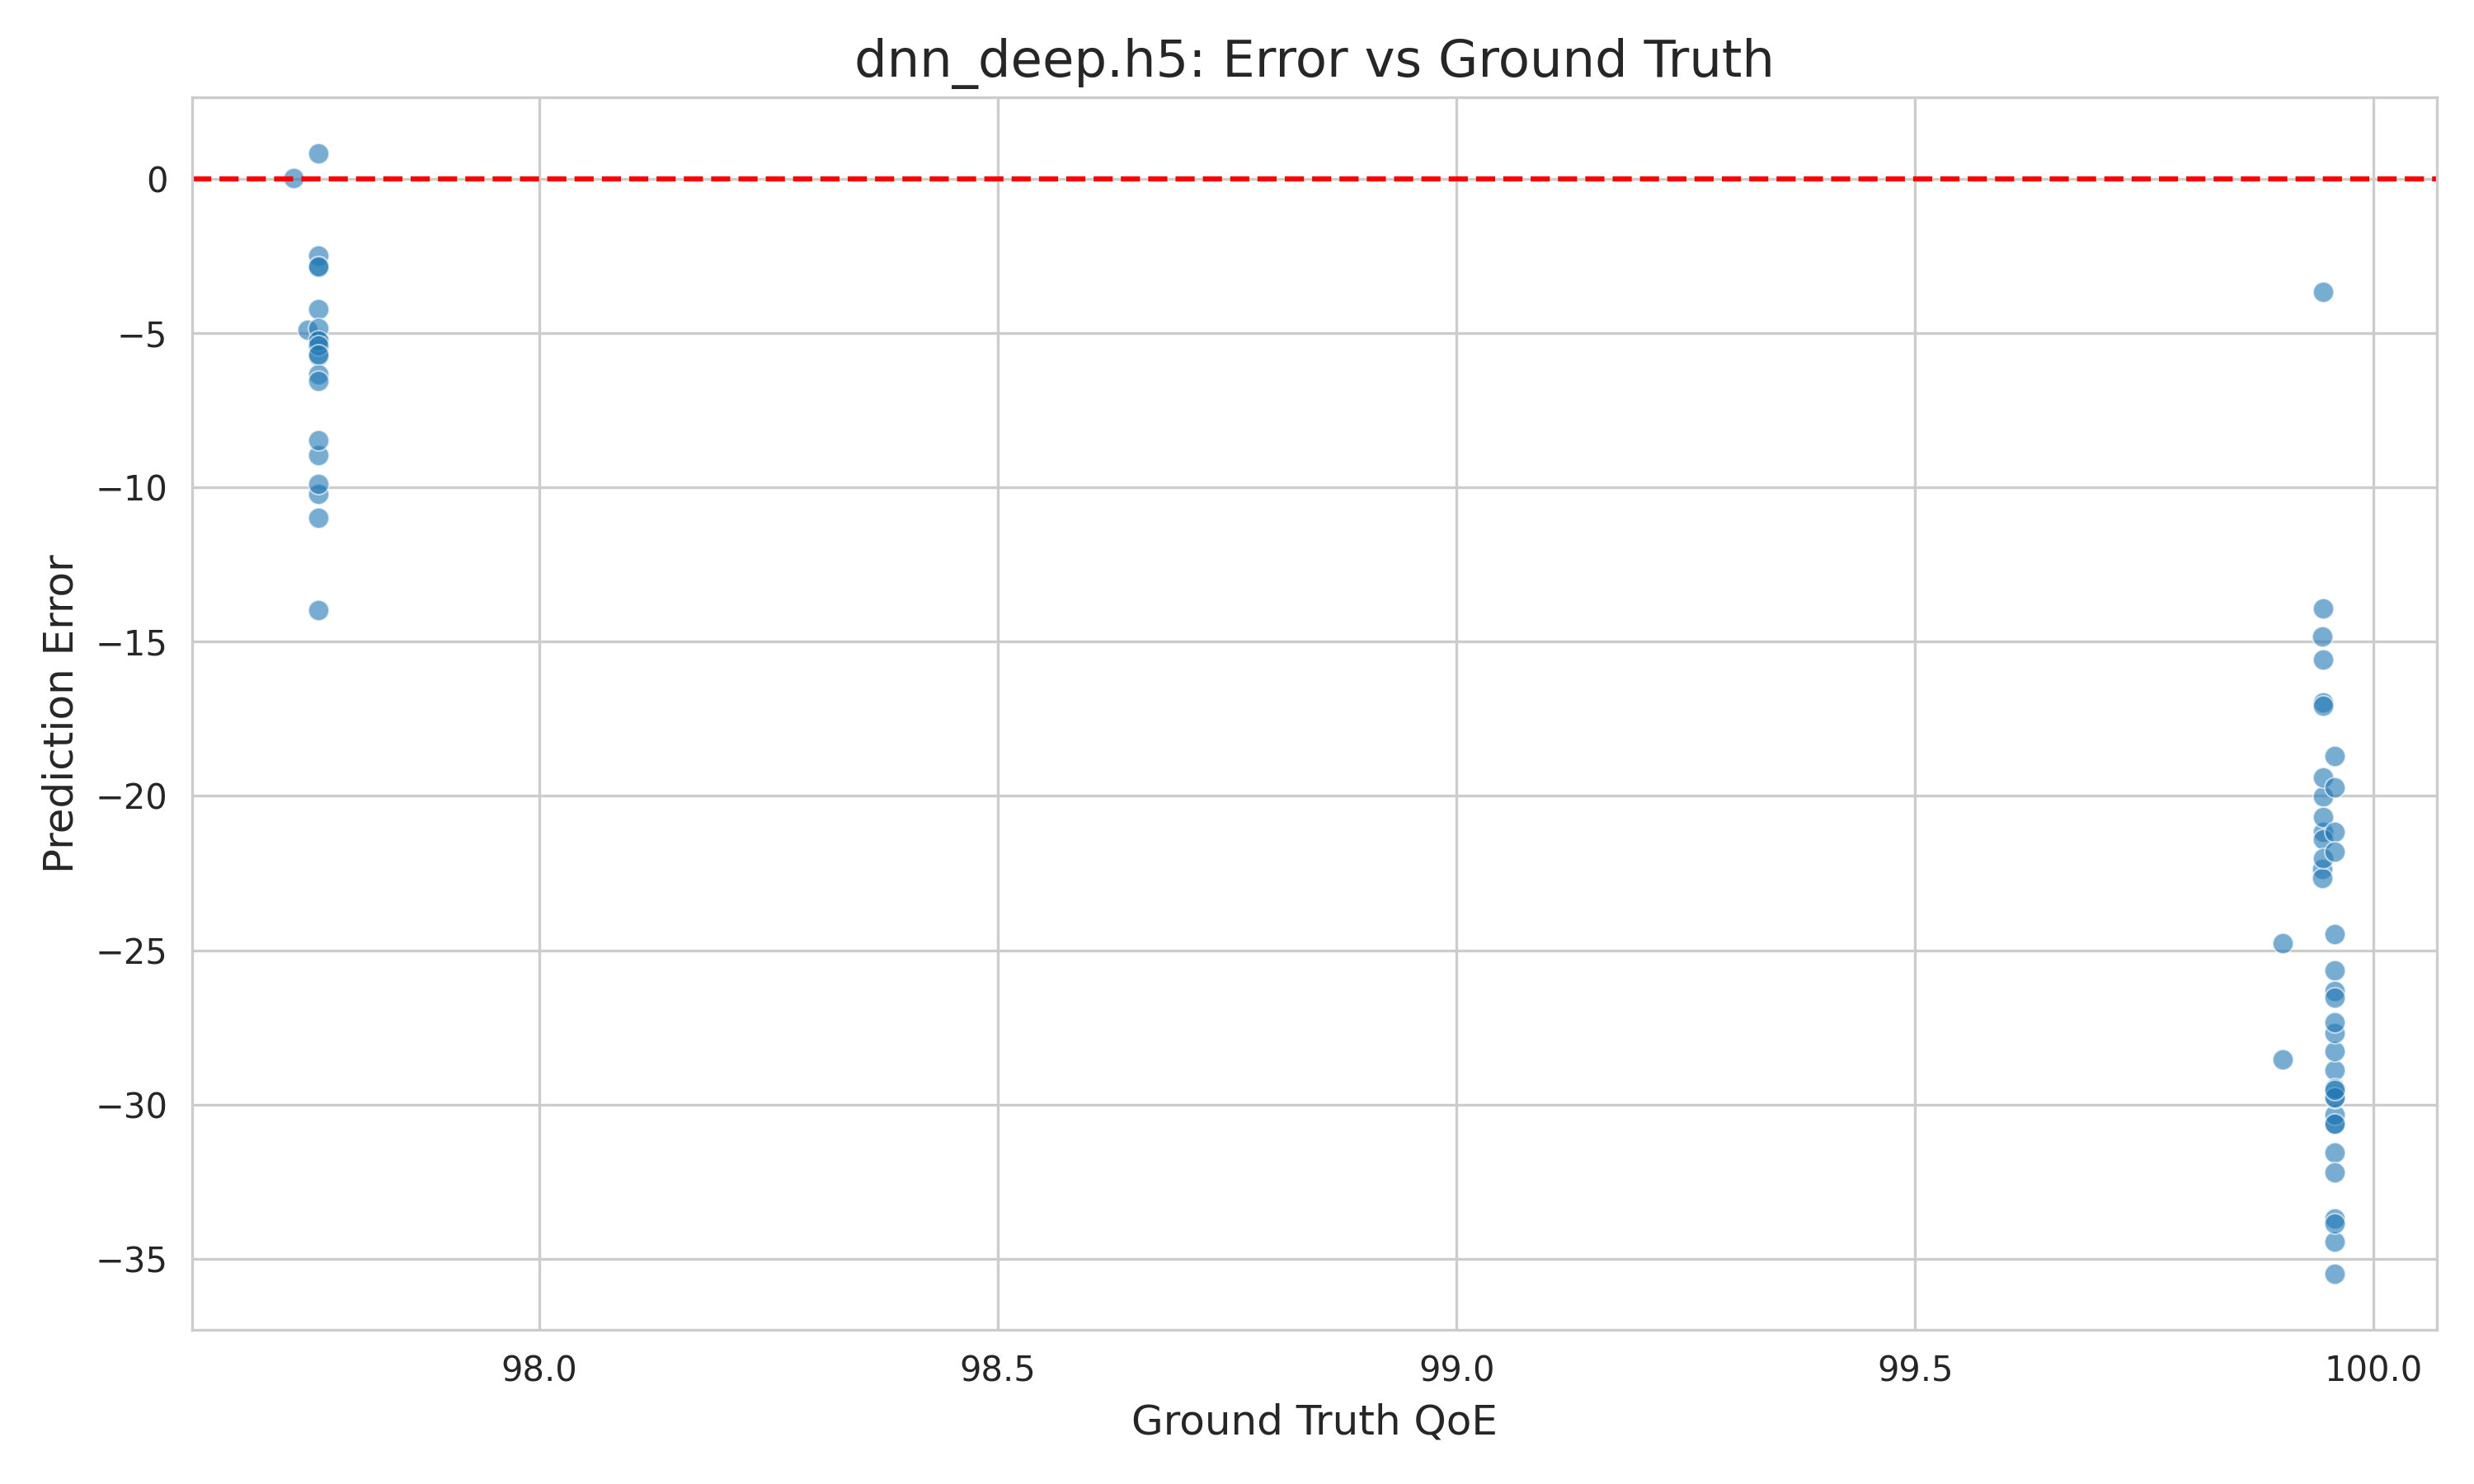 dnn_deep.h5: Error vs Ground Truth
Prediction Error
0
−5
−10
−15
−20
−25
−30
−35
98.0 98.5 99.0 99.5 100.0
Ground Truth QoE